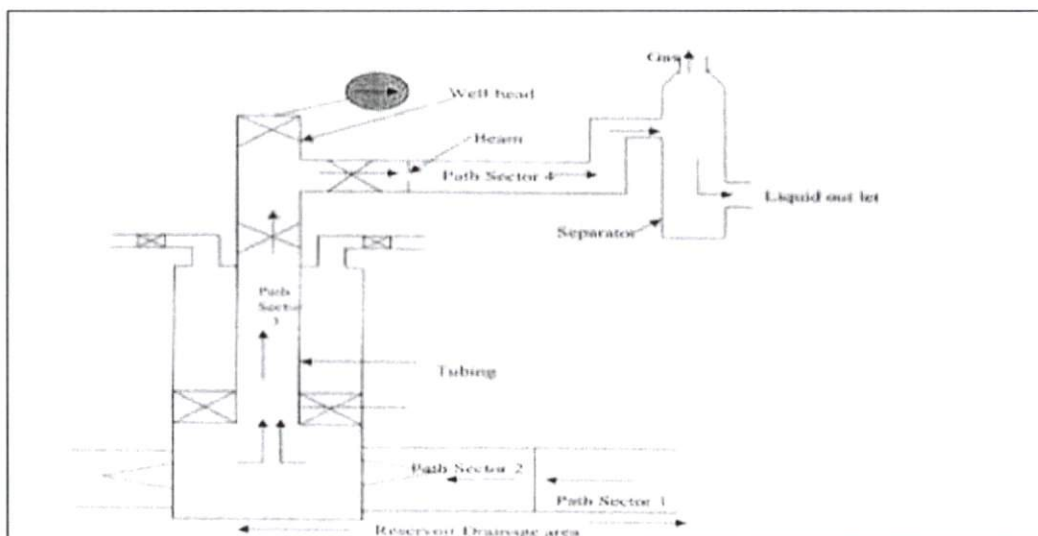 Gas
Well head
Beam
Path Sector 4
Liquid out let
Separator
Path
Sector
3
Tubing
Path Sector 2
Path Sector 1
Reservoir Drainage area